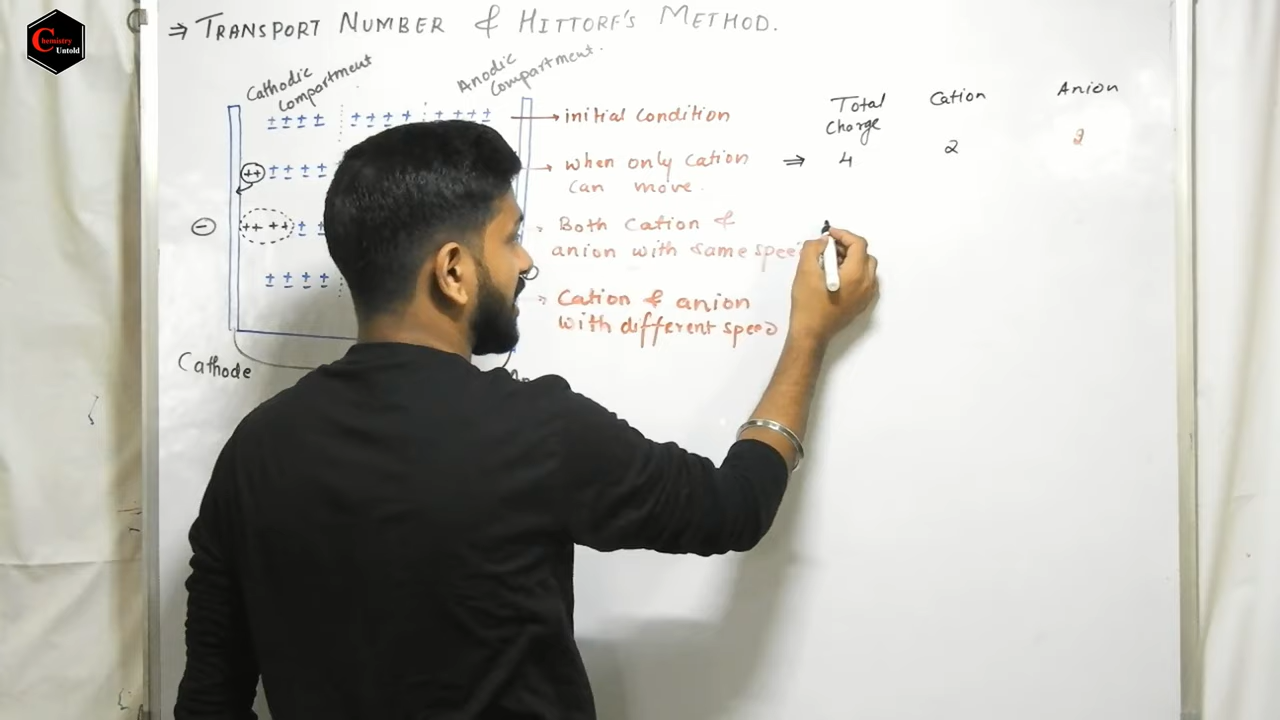 Chemistry
Untold
⇒ TRANSPORT NUMBER & HITTORF'S METHOD.
Cathodic
Compartment
Anodic
Compartment.
± ± ± ± ± ± ± ± ± ± ± ± → initial condition
++ ± ± ± → when only cation
can move.
− ++ ++ ± ± Both Cation &
anion with same spee
± ± ± ± Cation & anion
with different speed
Cathode
Total
Charge
Cation
Anion
⇒ 4 2 2